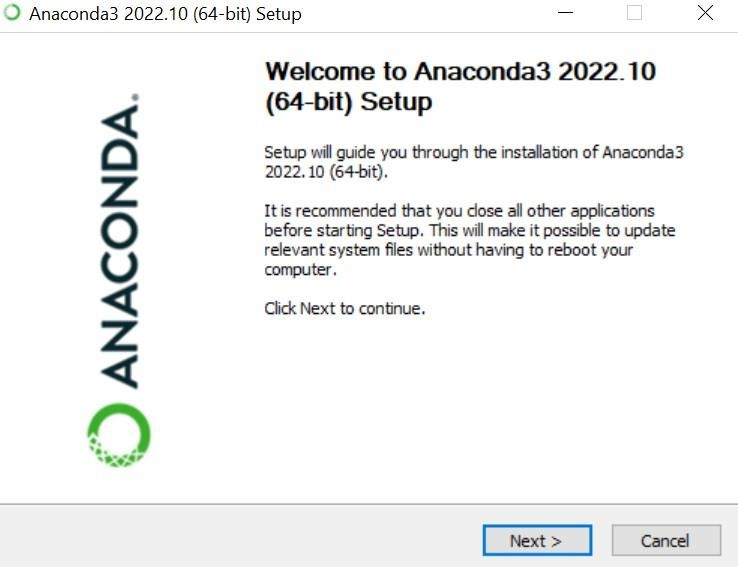 Anaconda3 2022.10 (64-bit) Setup
ANACONDA.
Welcome to Anaconda3 2022.10
(64-bit) Setup
Setup will guide you through the installation of Anaconda3
2022.10 (64-bit).
It is recommended that you close all other applications
before starting Setup. This will make it possible to update
relevant system files without having to reboot your
computer.
Click Next to continue.
Next >
Cancel